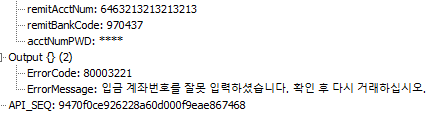 remitAcctNum: 6463213213213213
remitBankCode: 970437
acctNumPWD: ****
Output {} (2)
ErrorCode: 80003221
ErrorMessage: 입금 계좌번호를 잘못 입력하셨습니다. 확인 후 다시 거래하십시오.
API_SEQ: 9470f0ce926228a60d000f9eae867468